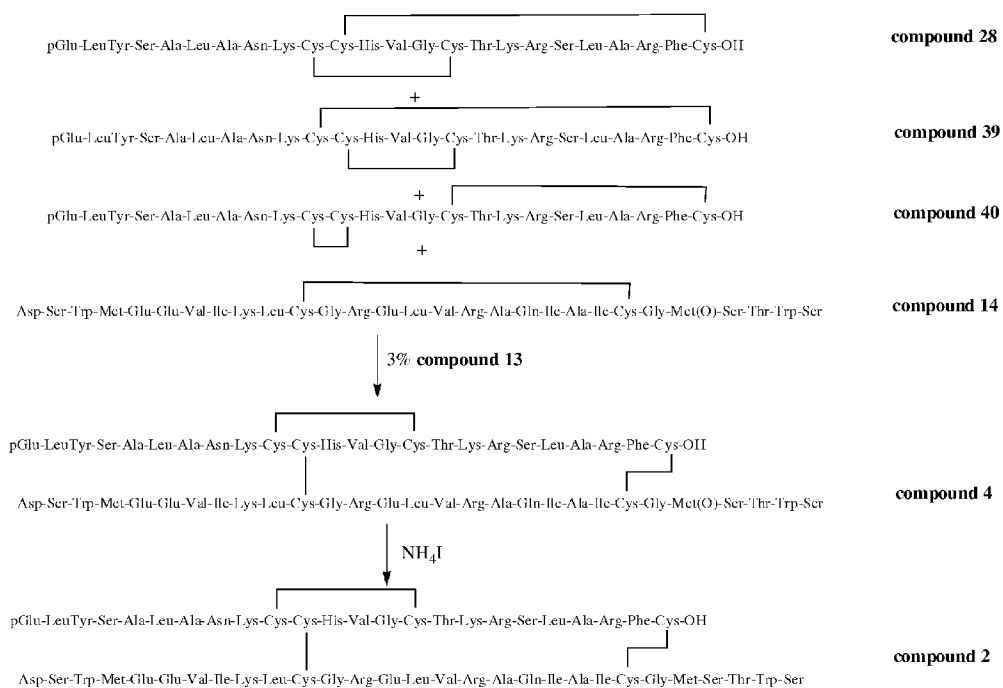 pGlu-LeuTyr-Ser-Ala-Leu-Ala-Asn-Lys-Cys-Cys-His-Val-Gly-Cys-Thr-Lys-Arg-Ser-Leu-Ala-Arg-Phe-Cys-OH compound 28
+
pGlu-LeuTyr-Ser-Ala-Leu-Ala-Asn-Lys-Cys-Cys-His-Val-Gly-Cys-Thr-Lys-Arg-Ser-Leu-Ala-Arg-Phe-Cys-OH compound 39
+
pGlu-LeuTyr-Ser-Ala-Leu-Ala-Asn-Lys-Cys-Cys-His-Val-Gly-Cys-Thr-Lys-Arg-Ser-Leu-Ala-Arg-Phe-Cys-OH compound 40
+
Asp-Ser-Trp-Met-Glu-Glu-Val-Ile-Lys-Leu-Cys-Gly-Arg-Glu-Leu-Val-Arg-Ala-Gln-Ile-Ala-Ile-Cys-Gly-Met(O)-Ser-Thr-Trp-Ser compound 14
3% compound 13
pGlu-LeuTyr-Ser-Ala-Leu-Ala-Asn-Lys-Cys-Cys-His-Val-Gly-Cys-Thr-Lys-Arg-Ser-Leu-Ala-Arg-Phe-Cys-OH
Asp-Ser-Trp-Met-Glu-Glu-Val-Ile-Lys-Leu-Cys-Gly-Arg-Glu-Leu-Val-Arg-Ala-Gln-Ile-Ala-Ile-Cys-Gly-Met(O)-Ser-Thr-Trp-Ser compound 4
NH4I
pGlu-LeuTyr-Ser-Ala-Leu-Ala-Asn-Lys-Cys-Cys-His-Val-Gly-Cys-Thr-Lys-Arg-Ser-Leu-Ala-Arg-Phe-Cys-OH
Asp-Ser-Trp-Met-Glu-Glu-Val-Ile-Lys-Leu-Cys-Gly-Arg-Glu-Leu-Val-Arg-Ala-Gln-Ile-Ala-Ile-Cys-Gly-Met-Ser-Thr-Trp-Ser compound 2